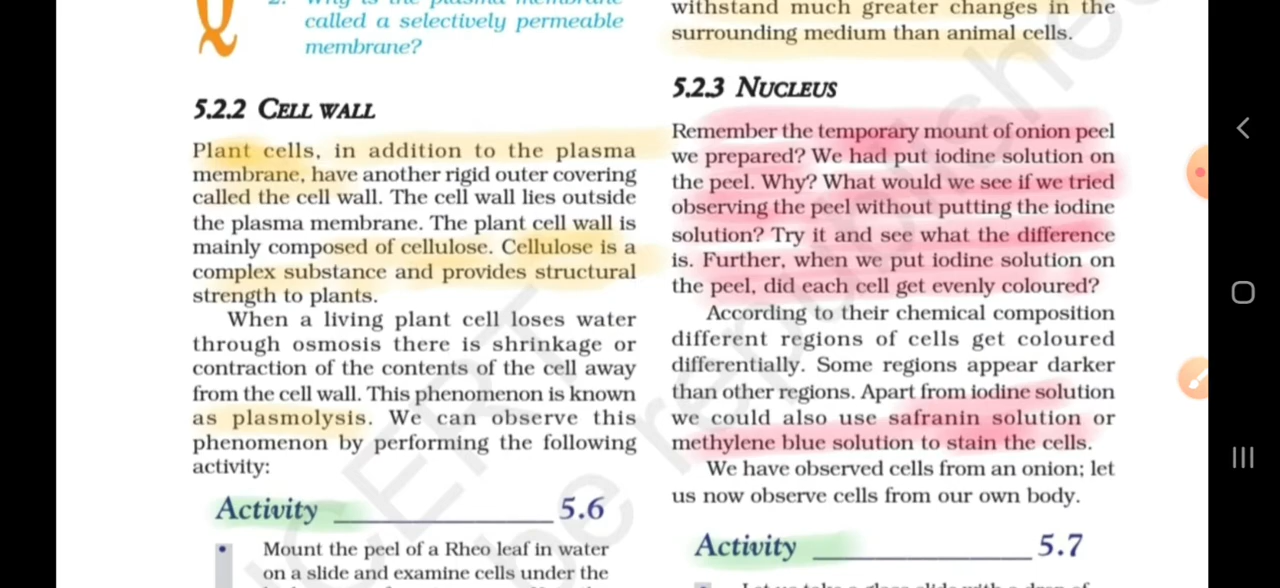 called a selectively permeable
membrane?
5.2.2 CELL WALL
Plant cells, in addition to the plasma
membrane, have another rigid outer covering
called the cell wall. The cell wall lies outside
the plasma membrane. The plant cell wall is
mainly composed of cellulose. Cellulose is a
complex substance and provides structural
strength to plants.
When a living plant cell loses water
through osmosis there is shrinkage or
contraction of the contents of the cell away
from the cell wall. This phenomenon is known
as plasmolysis. We can observe this
phenomenon by performing the following
activity:
Activity ______________ 5.6
• Mount the peel of a Rheo leaf in water
on a slide and examine cells under the
withstand much greater changes in the
surrounding medium than animal cells.
5.2.3 NUCLEUS
Remember the temporary mount of onion peel
we prepared? We had put iodine solution on
the peel. Why? What would we see if we tried
observing the peel without putting the iodine
solution? Try it and see what the difference
is. Further, when we put iodine solution on
the peel, did each cell get evenly coloured?
According to their chemical composition
different regions of cells get coloured
differentially. Some regions appear darker
than other regions. Apart from iodine solution
we could also use safranin solution or
methylene blue solution to stain the cells.
We have observed cells from an onion; let
us now observe cells from our own body.
Activity ______________ 5.7